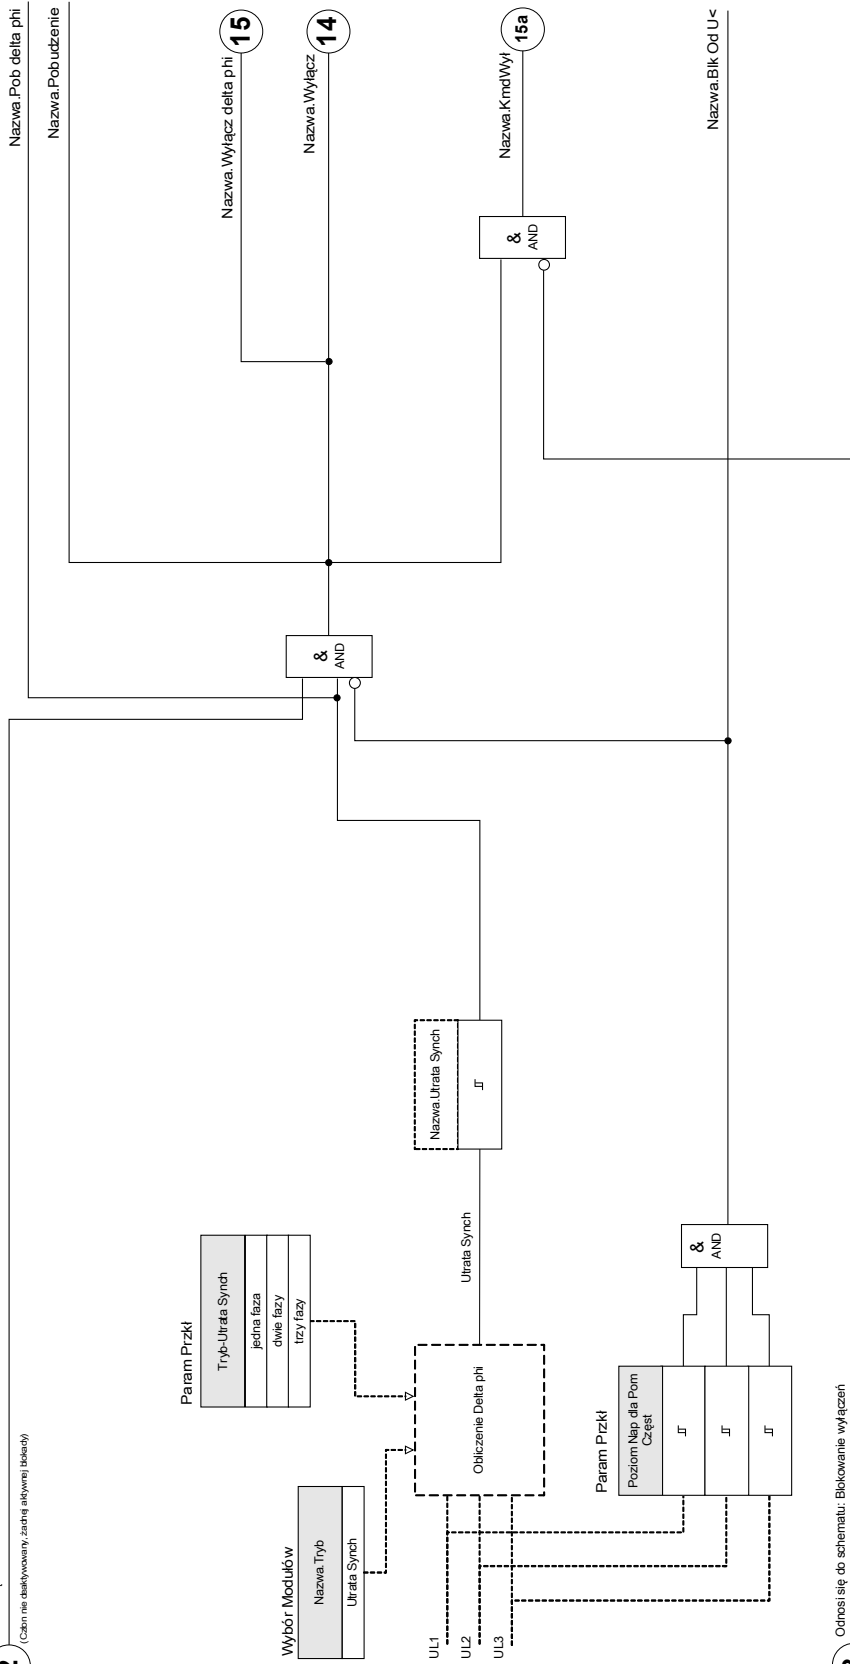 Nazwa.Pob delta phi
Nazwa.Pobudzenie
Nazwa.Wyłącz delta phi
15
Nazwa.Wyłącz
14
Nazwa.KmdWył
15a
Nazwa.Blk Od U<
&
AND
&
AND
(Człon nie deaktywowany, żadnej aktywnej blokady)
Wybór Modułów
Nazwa.Tryb
Utrata Synch
Param Przkł
Tryb-Utrata Synch
jedna faza
dwie fazy
trzy fazy
UL1
UL2
UL3
Obliczenie Delta phi
Utrata Synch
Nazwa.Utrata Synch
Param Przkł
Poziom Nap dla Pom
Częst
&
AND
Odnosi się do schematu: Blokowanie wyłączeń